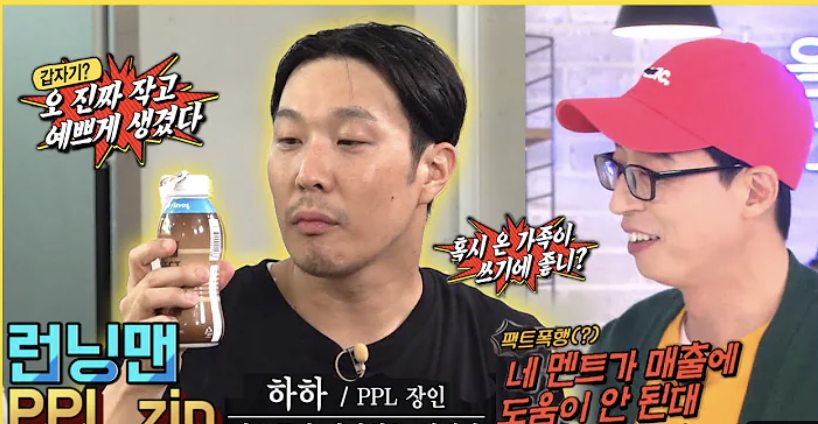 갑자기?
오 진짜 작고
예쁘게 생겼다
혹시 온 가족이
쓰기에 좋니?
런닝맨
PPL.zip
하하 / PPL 장인
팩트폭행(?)
네 멘트가 매출에
도움이 안 된대